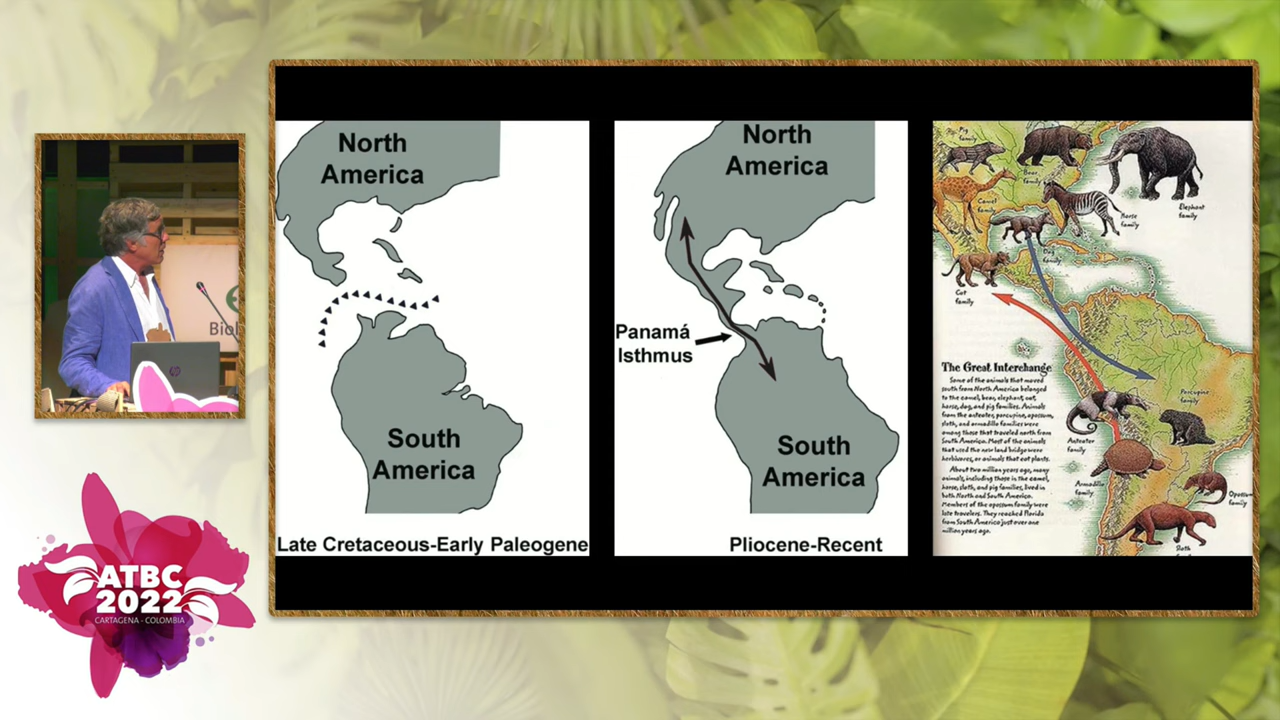 North
America
South
America
Late Cretaceous-Early Paleogene
North
America
Panamá
Isthmus
South
America
Pliocene-Recent
Pig
family
Bear
family
Elephant
family
Camel
family
Horse
family
Dog
family
Cat
family
The Great Interchange
Some of the animals that moved
south from North America belonged
to the camel, bear, elephant, cat,
horse, dog, and pig families. Animals
from the anteater, porcupine, opossum,
sloth, and armadillo families were
among those that traveled north from
South America. Most of the animals
that used the new land bridge were
herbivores, or animals that eat plants.
About two million years ago, many
animals, including those in the camel,
horse, sloth, and pig families, lived in
both North and South America.
Members of the opossum family were
late travelers. They reached Florida
from South America just over one
million years ago.
Porcupine
family
Anteater
family
Armadillo
family
Opossum
family
Sloth
hp
ATBC
2022
CARTAGENA - COLOMBIA